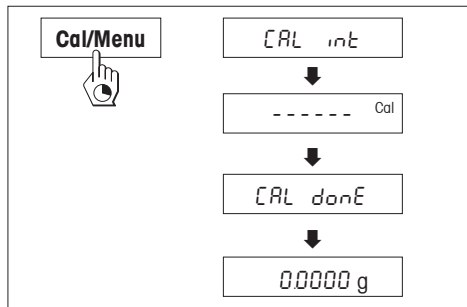 Cal/Menu
CAL int
- - - - - - Cal
CAL donE
0.0000 g